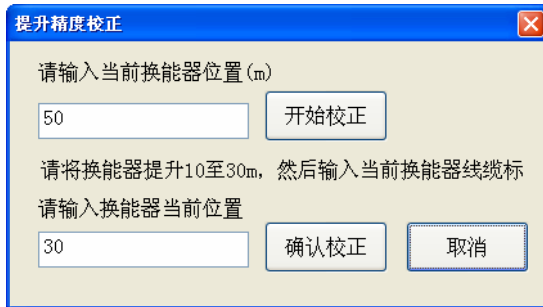 提升精度校正
请输入当前换能器位置(m)
50
开始校正
请将换能器提升10至30m, 然后输入当前换能器线缆标
请输入换能器当前位置
30
确认校正
取消